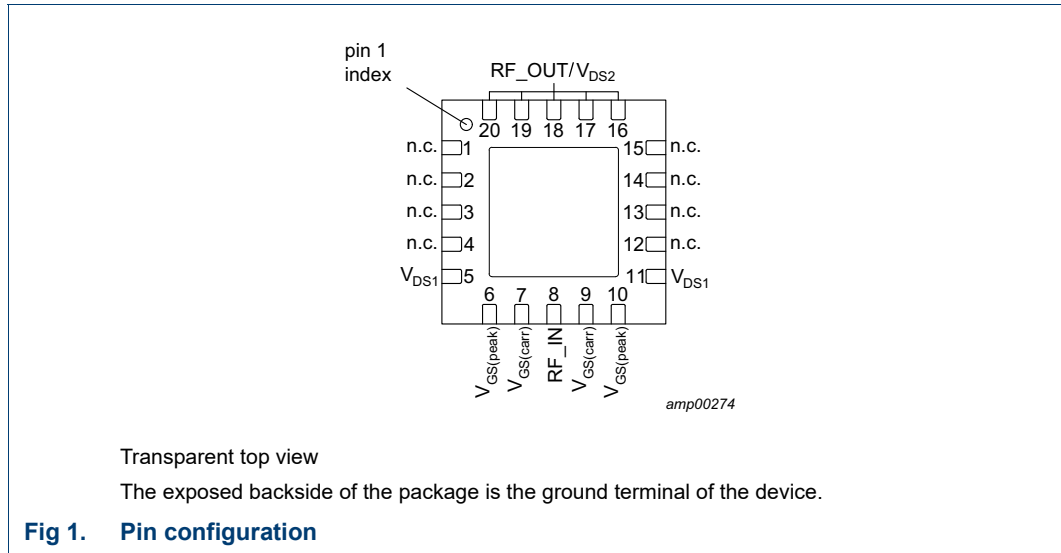 pin 1
index
RF_OUT/VDS2
20 19 18 17 16
n.c. 1 15 n.c.
n.c. 2 14 n.c.
n.c. 3 13 n.c.
n.c. 4 12 n.c.
VDS1 5 11 VDS1
6 7 8 9 10
VGS(peak) VGS(carr) RF_IN VGS(carr) VGS(peak)
amp00274
Transparent top view
The exposed backside of the package is the ground terminal of the device.
Fig 1. Pin configuration